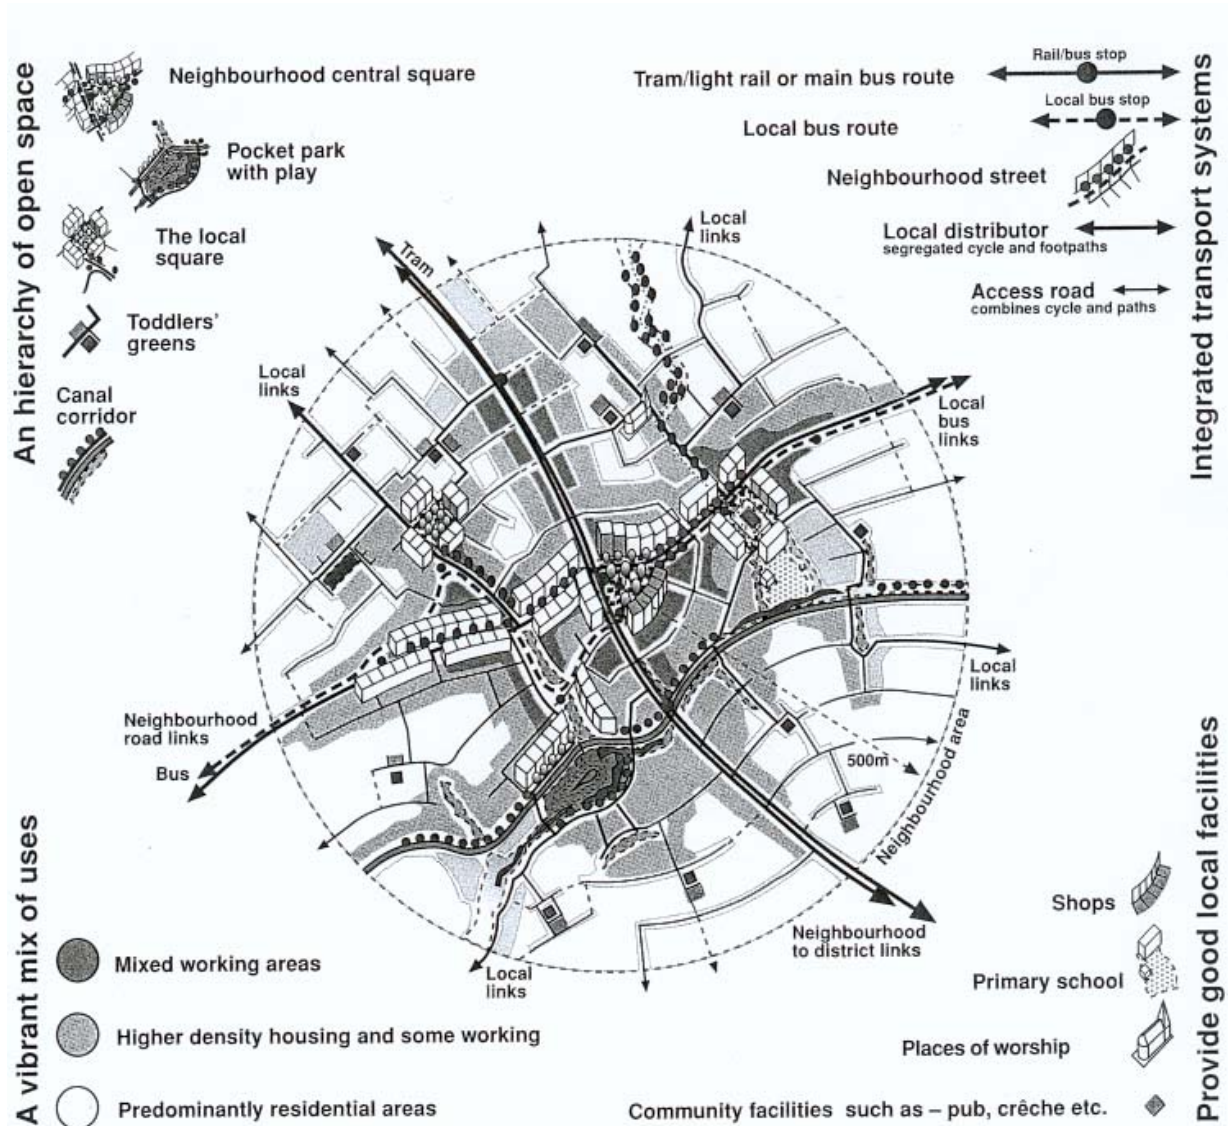 An hierarchy of open space
Neighbourhood central square
Pocket park
with play
The local
square
Toddlers'
greens
Canal
corridor
Integrated transport systems
Rail/bus stop
Tram/light rail or main bus route
Local bus stop
Local bus route
Neighbourhood street
Local distributor
segregated cycle and footpaths
Access road
combines cycle and paths
Tram
Local
links
Local
links
Local
bus
links
Local
links
Neighbourhood
road links
Bus
500m
Neighbourhood area
Neighbourhood
to district links
Local
links
A vibrant mix of uses
Mixed working areas
Higher density housing and some working
Predominantly residential areas
Provide good local facilities
Shops
Primary school
Places of worship
Community facilities such as – pub, crêche etc.